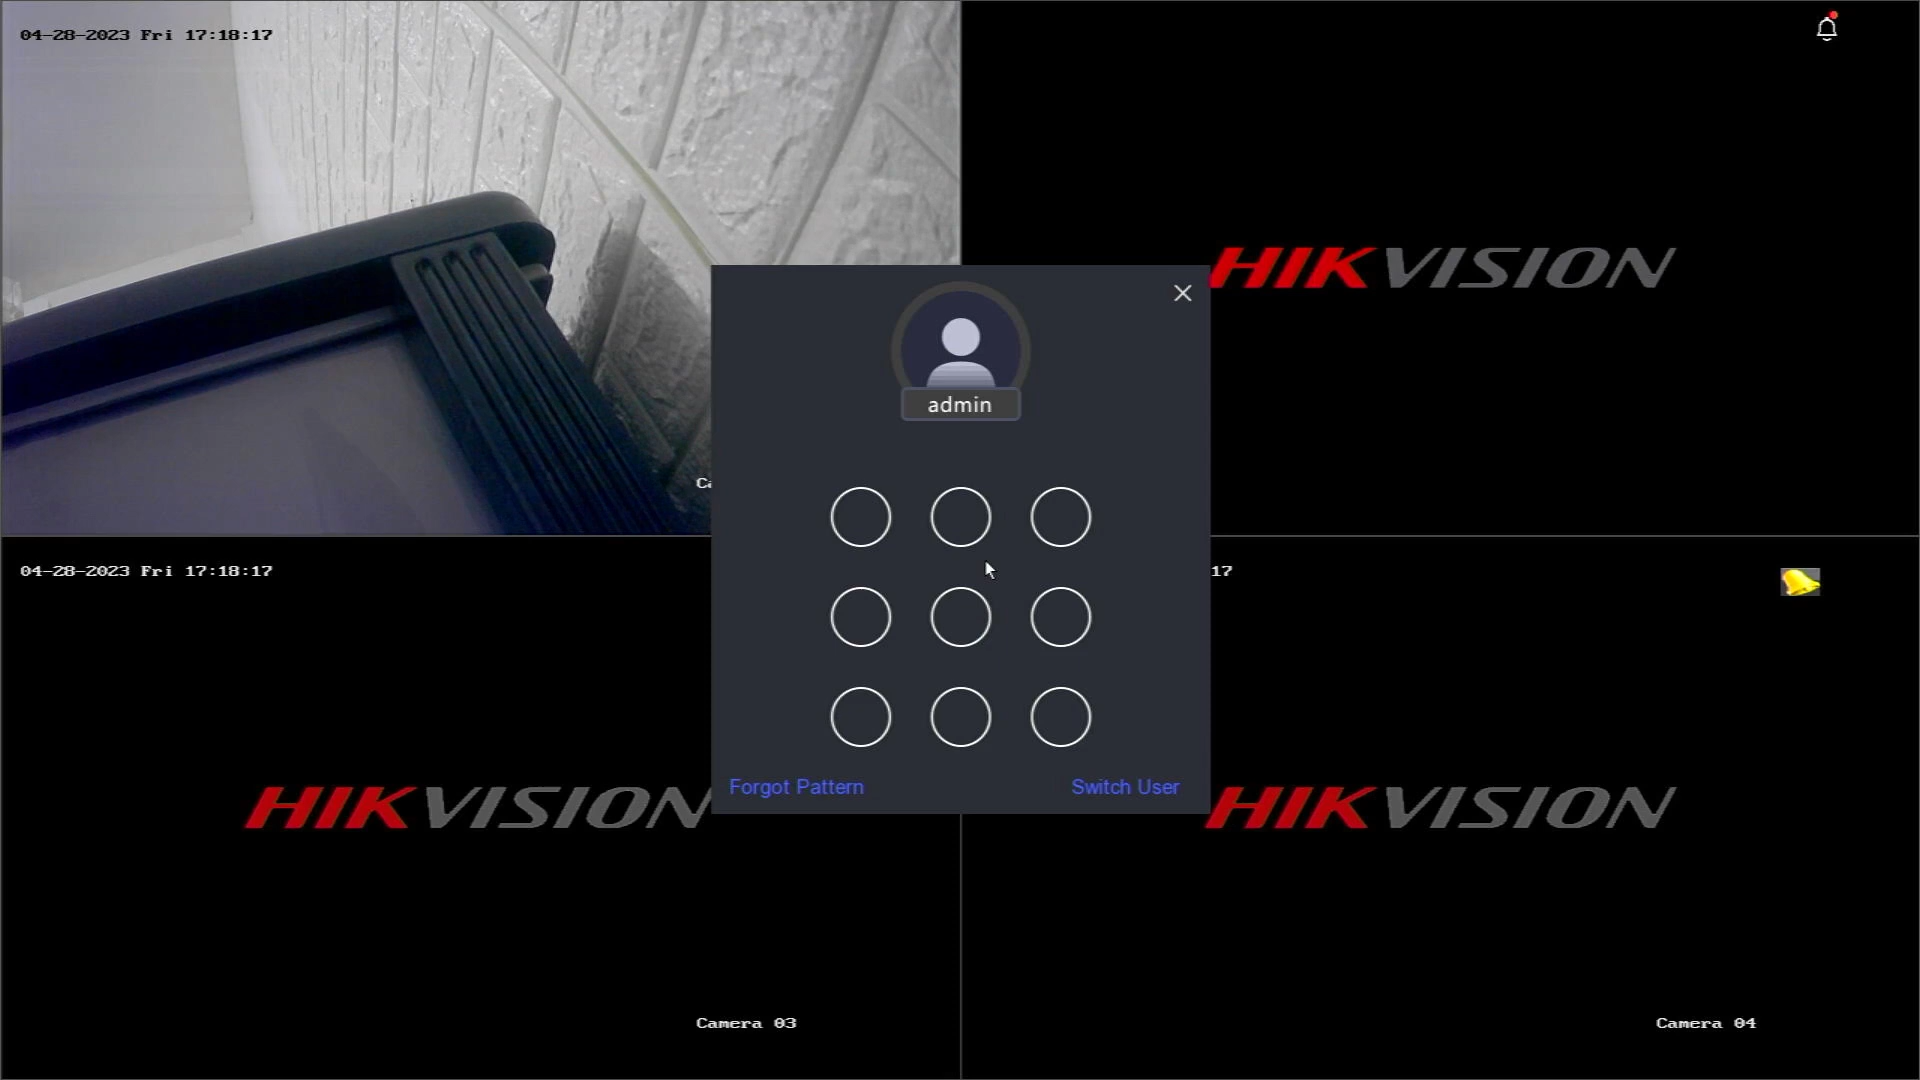 04-28-2023 Fri 17:18:17
HIKVISION
admin
Ca
04-28-2023 Fri 17:18:17
17
HIKVISION
HIKVISION
Forgot Pattern
Switch User
Camera 03
Camera 04